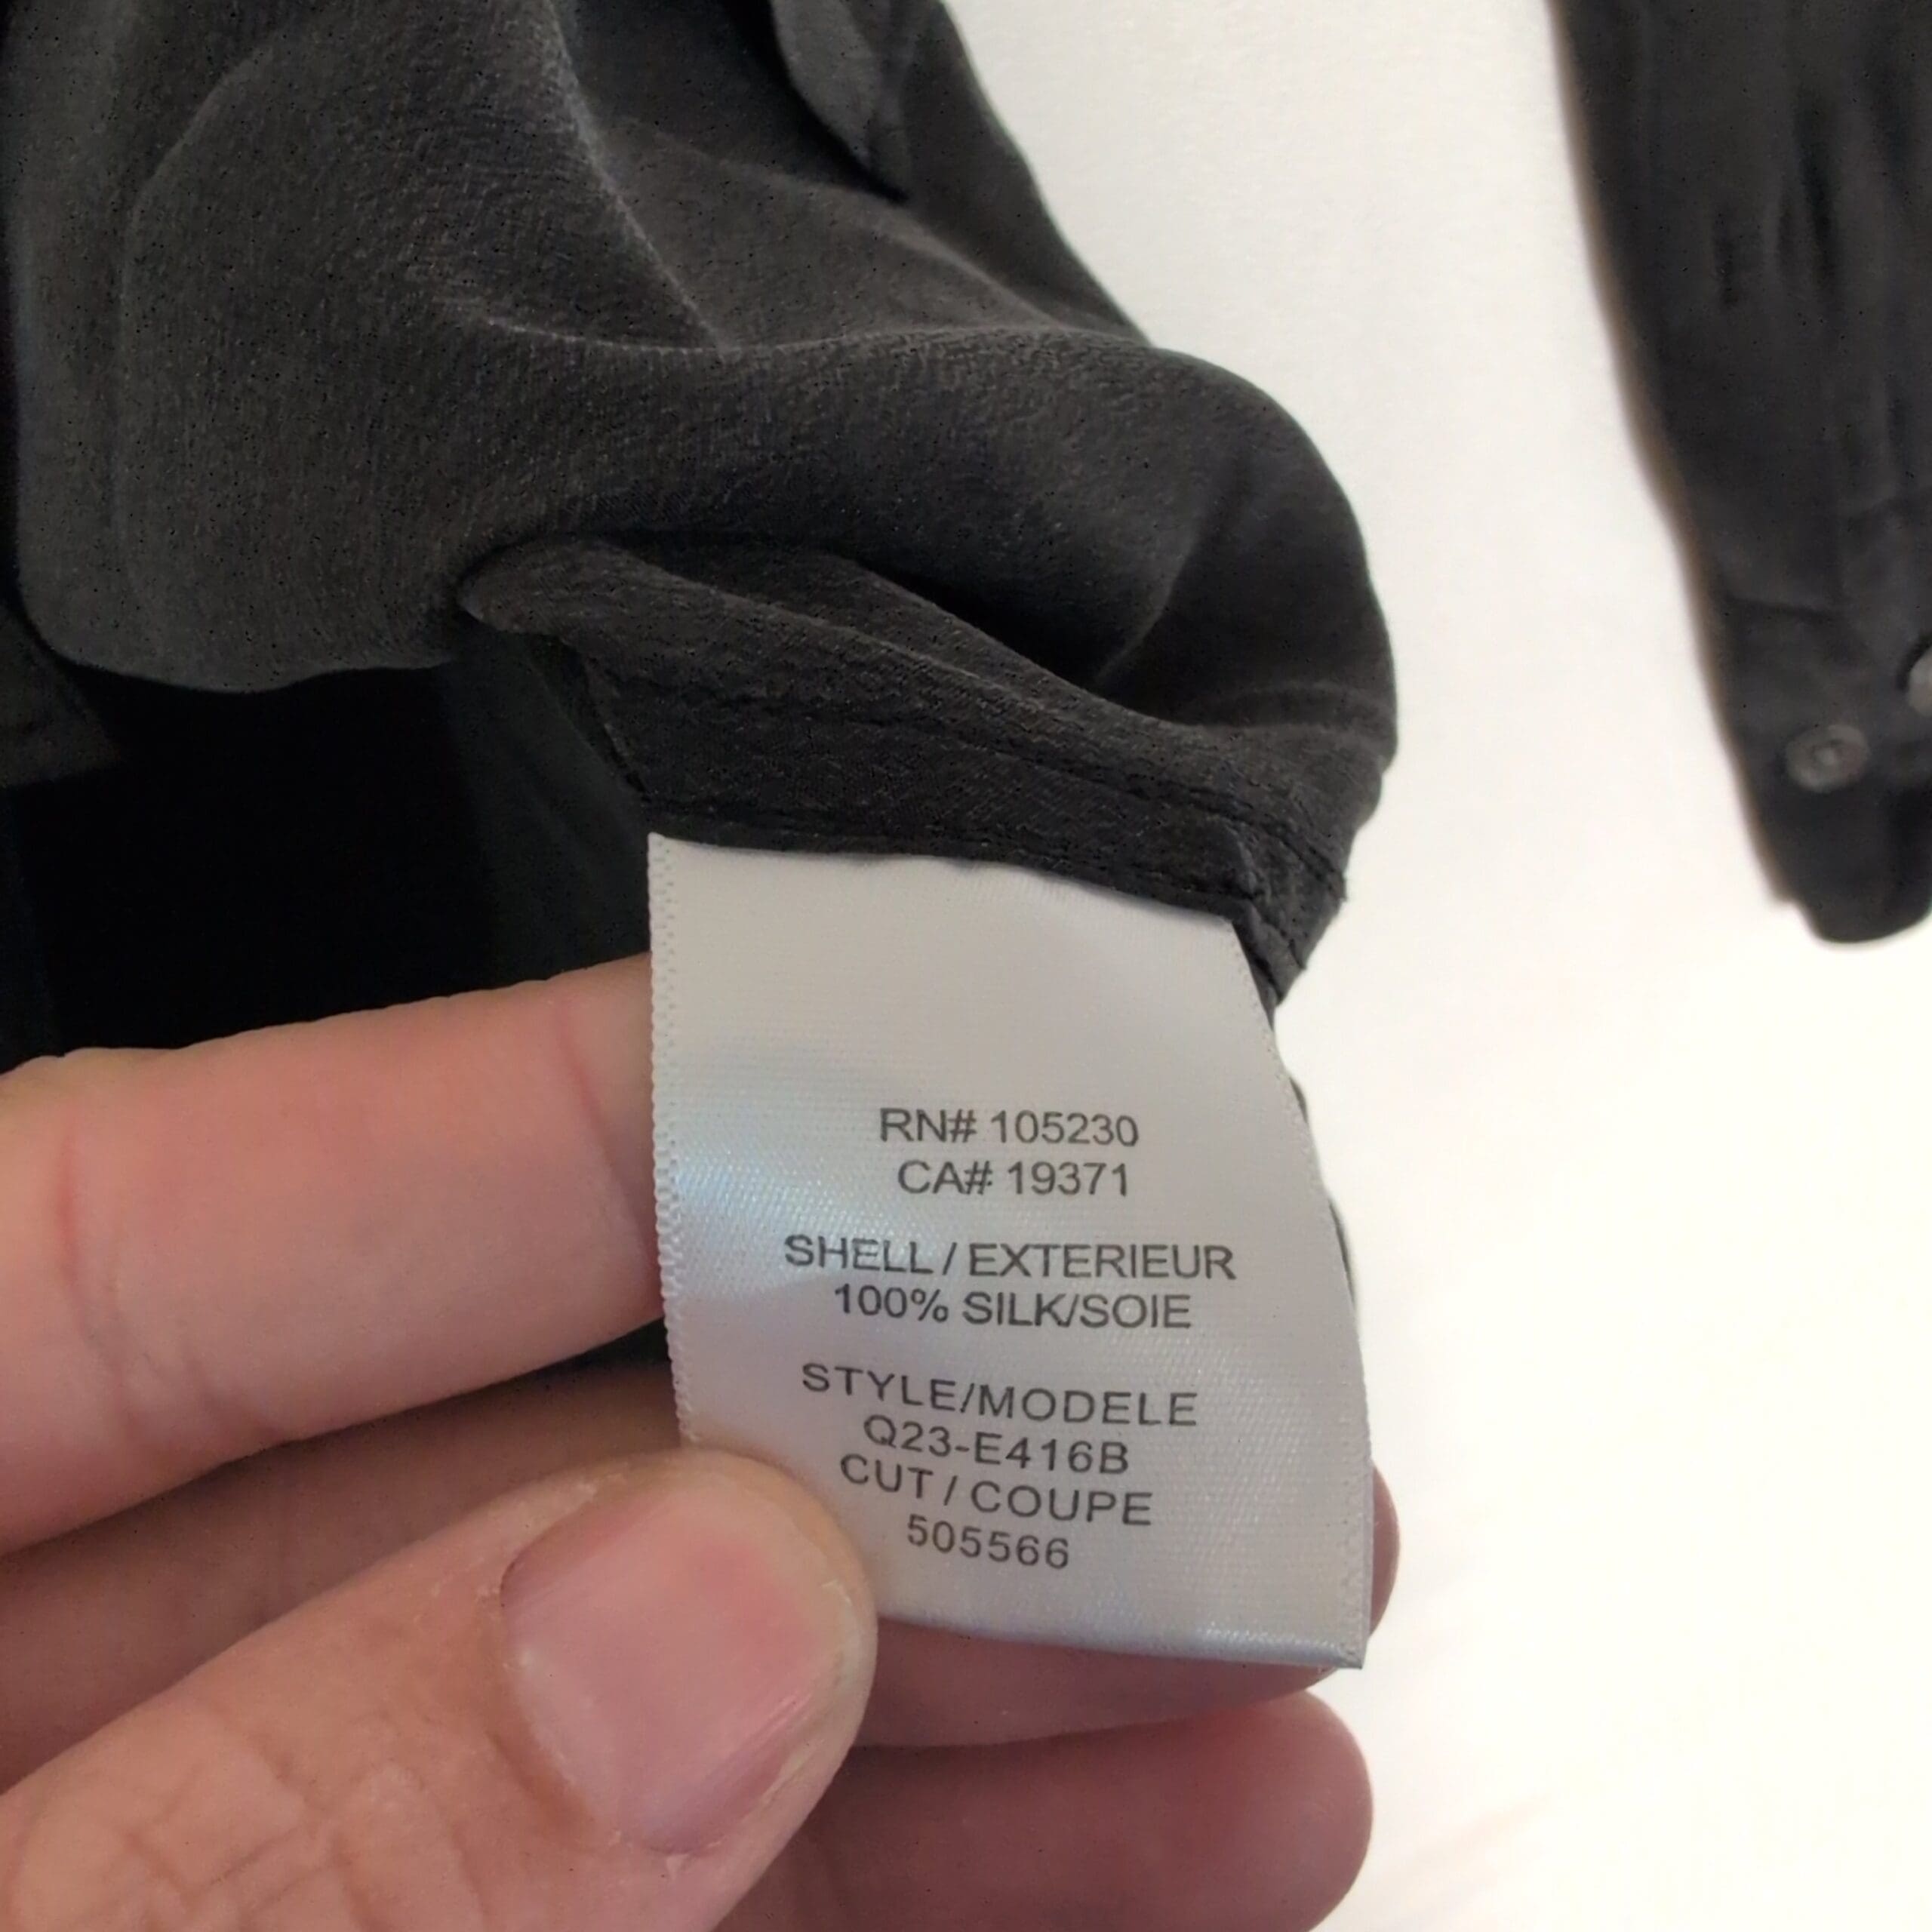 RN# 105230
CA# 19371
SHELL / EXTERIEUR
100% SILK/SOIE
STYLE/MODELE
Q23-E416B
CUT / COUPE
505566